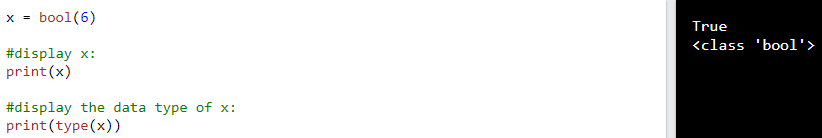 x = bool(6)
#display x:
print(x)
#display the data type of x:
print(type(x))
True
<class 'bool'>